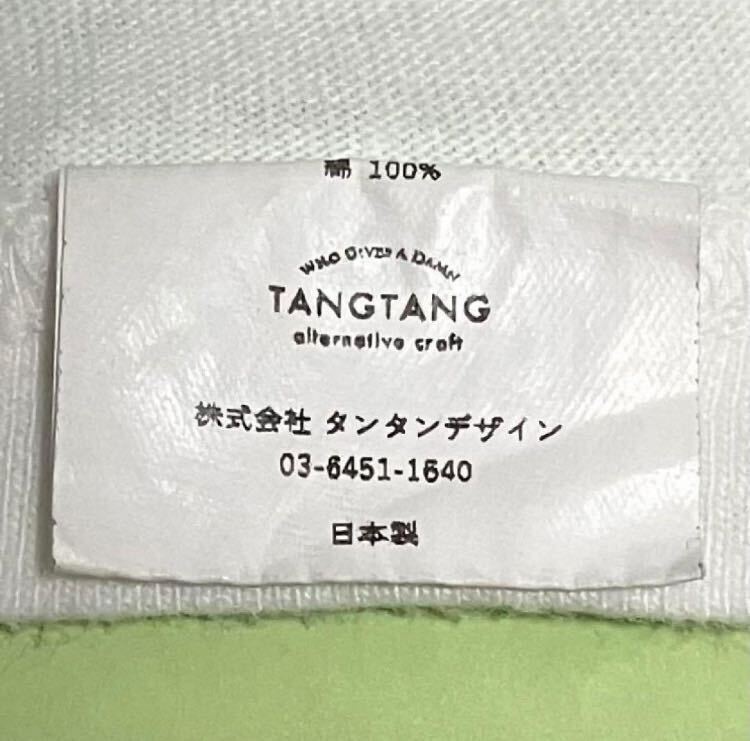 綿 100%
WHO GIVES A DAMN
TANGTANG
alternative craft
株式会社 タンタンデザイン
03-6451-1640
日本製